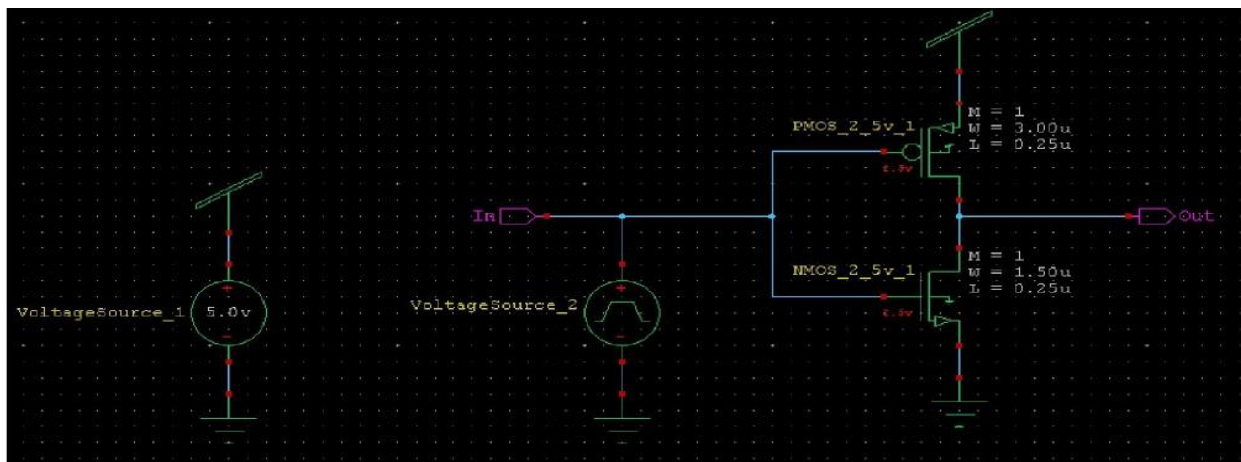 PMOS_2_5v_1
M = 1
W = 3.00u
L = 0.25u
In
Out
NMOS_2_5v_1
M = 1
W = 1.50u
L = 0.25u
VoltageSource_1
5.0v
VoltageSource_2